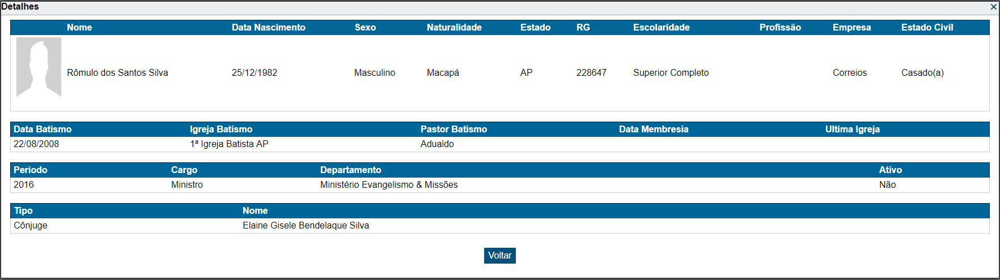 Detalhes
Nome Data Nascimento Sexo Naturalidade Estado RG Escolaridade Profissão Empresa Estado Civil
Rômulo dos Santos Silva 25/12/1982 Masculino Macapá AP 228647 Superior Completo Correios Casado(a)
Data Batismo Igreja Batismo Pastor Batismo Data Membresia Ultima Igreja
22/08/2008 1ª Igreja Batista AP Adualdo
Período Cargo Departamento Ativo
2016 Ministro Ministério Evangelismo & Missões Não
Tipo Nome
Cônjuge Elaine Gisele Bendelaque Silva
Voltar